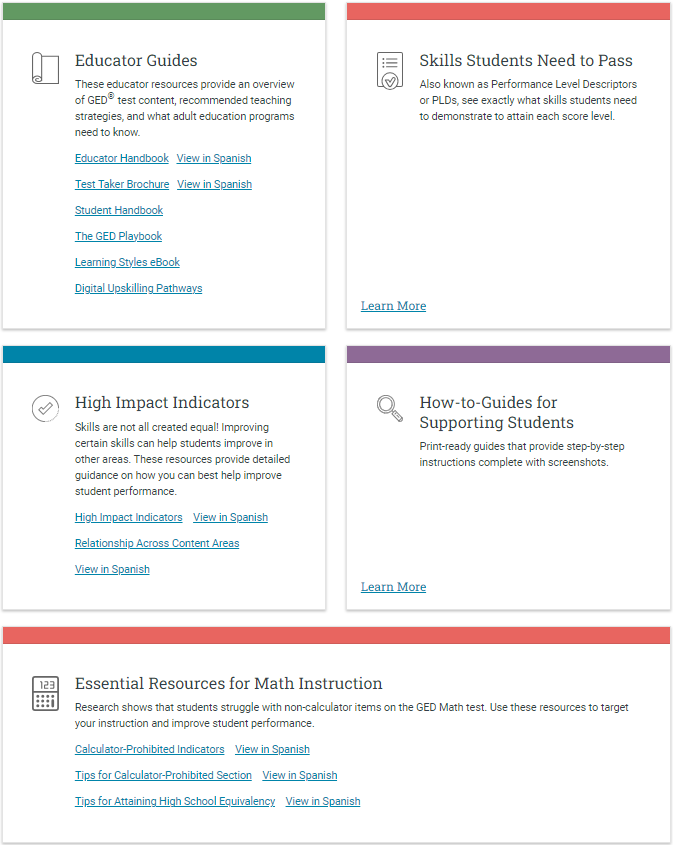 Educator Guides
These educator resources provide an overview
of GED® test content, recommended teaching
strategies, and what adult education programs
need to know.
Educator Handbook View in Spanish
Test Taker Brochure View in Spanish
Student Handbook
The GED Playbook
Learning Styles eBook
Digital Upskilling Pathways
Skills Students Need to Pass
Also known as Performance Level Descriptors
or PLDs, see exactly what skills students need
to demonstrate to attain each score level.
Learn More
High Impact Indicators
Skills are not all created equal! Improving
certain skills can help students improve in
other areas. These resources provide detailed
guidance on how you can best help improve
student performance.
High Impact Indicators View in Spanish
Relationship Across Content Areas
View in Spanish
How-to-Guides for
Supporting Students
Print-ready guides that provide step-by-step
instructions complete with screenshots.
Learn More
123
Essential Resources for Math Instruction
Research shows that students struggle with non-calculator items on the GED Math test. Use these resources to target
your instruction and improve student performance.
Calculator-Prohibited Indicators View in Spanish
Tips for Calculator-Prohibited Section View in Spanish
Tips for Attaining High School Equivalency View in Spanish